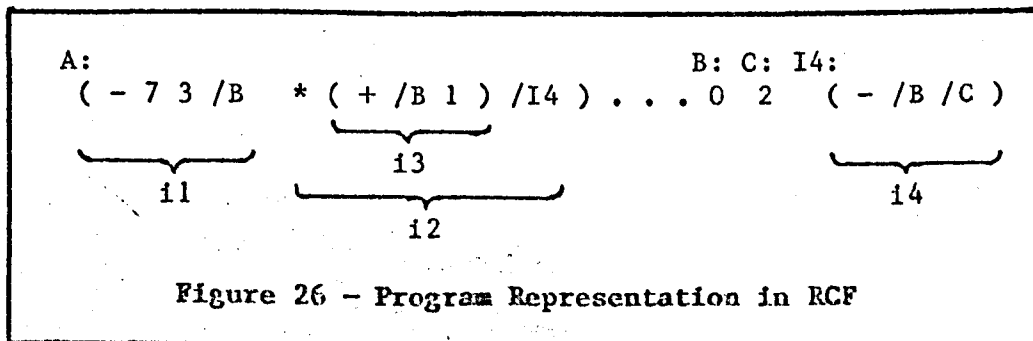 A: B: C: I4:
( - 7 3 /B * ( + /B 1 ) /I4 ) . . . 0 2 ( - /B /C )
i1 i3 i4
i2
Figure 26 - Program Representation in RCF